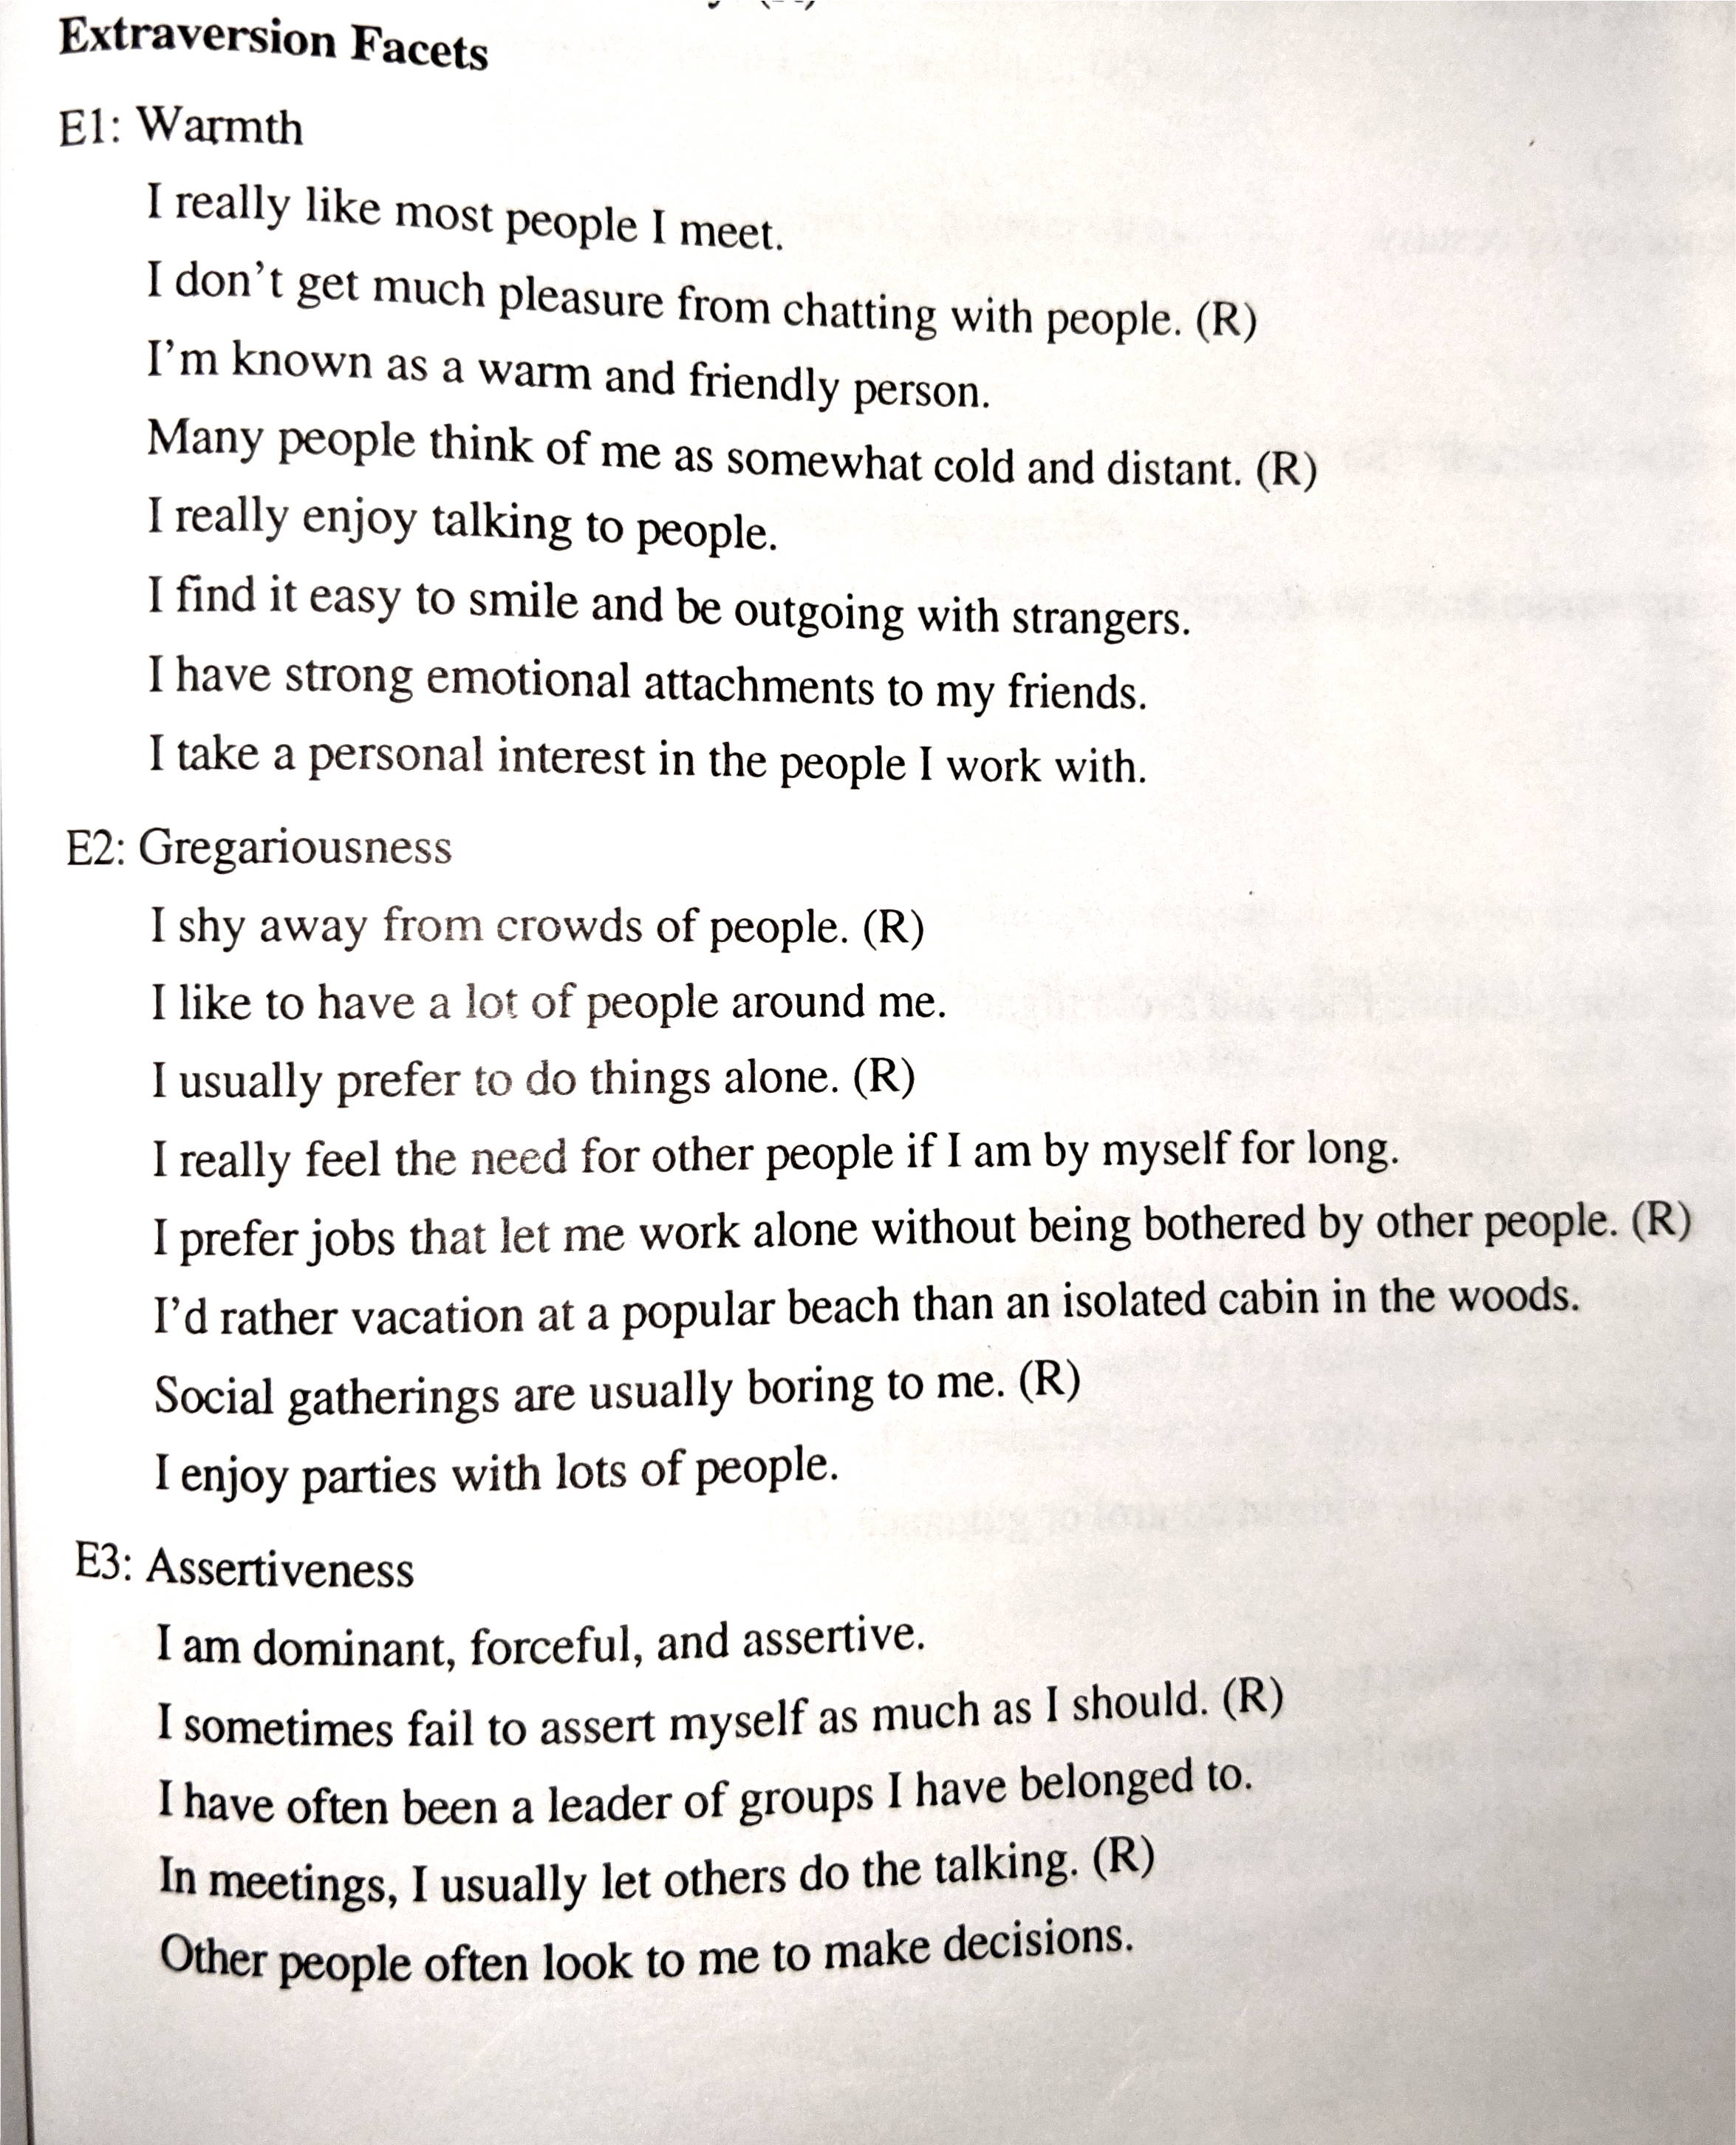 Extraversion Facets
E1: Warmth
I really like most people I meet.
I don't get much pleasure from chatting with people. (R)
I'm known as a warm and friendly person.
Many people think of me as somewhat cold and distant. (R)
I really enjoy talking to people.
I find it easy to smile and be outgoing with strangers.
I have strong emotional attachments to my friends.
I take a personal interest in the people I work with.
E2: Gregariousness
I shy away from crowds of people. (R)
I like to have a lot of people around me.
I usually prefer to do things alone. (R)
I really feel the need for other people if I am by myself for long.
I prefer jobs that let me work alone without being bothered by other people. (R)
I'd rather vacation at a popular beach than an isolated cabin in the woods.
Social gatherings are usually boring to me. (R)
I enjoy parties with lots of people.
E3: Assertiveness
I am dominant, forceful, and assertive.
I sometimes fail to assert myself as much as I should. (R)
I have often been a leader of groups I have belonged to.
In meetings, I usually let others do the talking. (R)
Other people often look to me to make decisions.